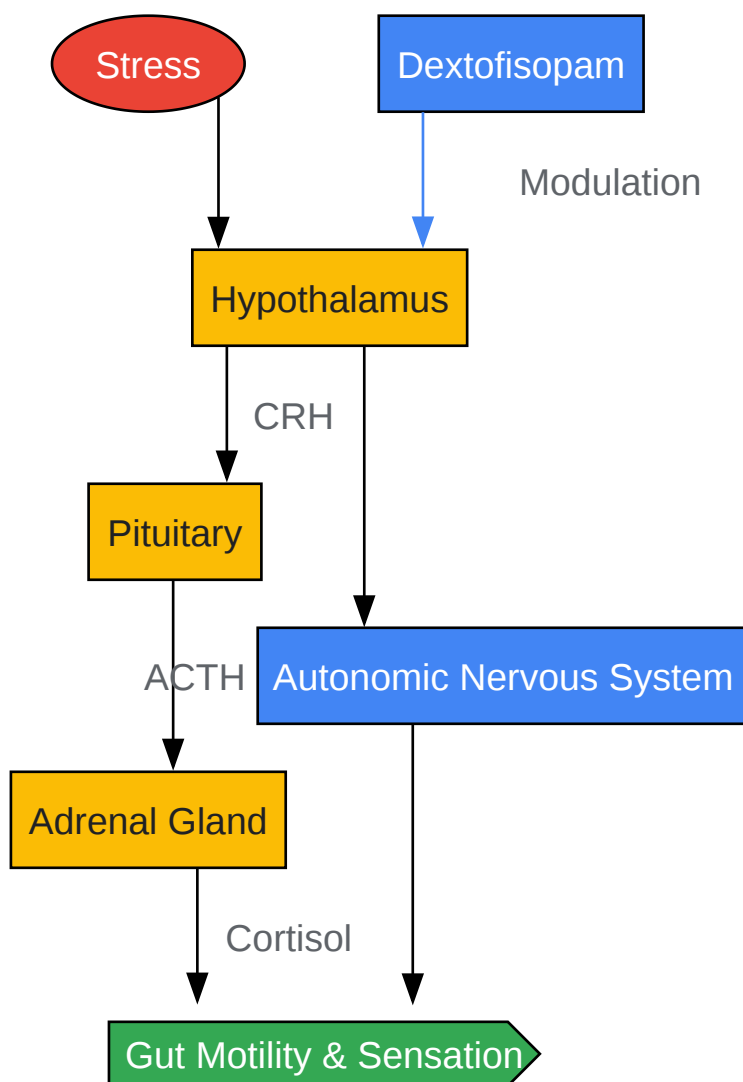 Stress
Dextofisopam
Modulation
Hypothalamus
CRH
Pituitary
ACTH
Autonomic Nervous System
Adrenal Gland
Cortisol
Gut Motility & Sensation